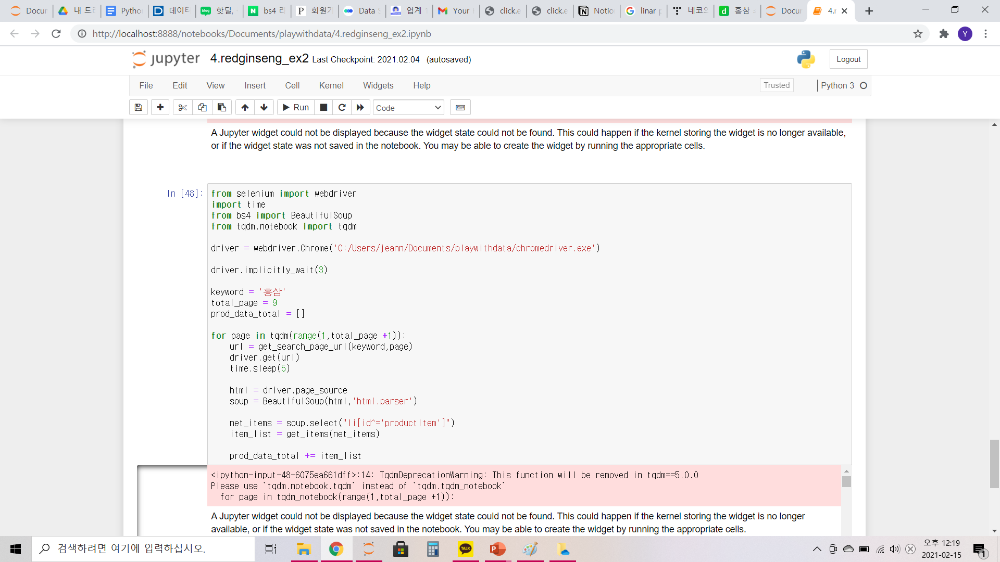 Docur
내 드라
Pytho
데이터
핫딜,
bs4 라
회원가
Data S
업계 1
Your
click.e
click.e
Notio
linar p
네코으
홍삼
Docur
4.r
http://localhost:8888/notebooks/Documents/playwithdata/4.redginseng_ex2.ipynb
Y
jupyter 4.redginseng_ex2 Last Checkpoint: 2021.02.04 (autosaved)
Logout
File Edit View Insert Cell Kernel Widgets Help
Trusted Python 3
Run Code
A Jupyter widget could not be displayed because the widget state could not be found. This could happen if the kernel storing the widget is no longer available,
or if the widget state was not saved in the notebook. You may be able to create the widget by running the appropriate cells.
In [48]:
from selenium import webdriver
import time
from bs4 import BeautifulSoup
from tqdm.notebook import tqdm
driver = webdriver.Chrome('C:/Users/jeann/Documents/playwithdata/chromedriver.exe')
driver.implicitly_wait(3)
keyword = '홍삼'
total_page = 9
prod_data_total = []
for page in tqdm(range(1,total_page +1)):
    url = get_search_page_url(keyword,page)
    driver.get(url)
    time.sleep(5)
    html = driver.page_source
    soup = BeautifulSoup(html,'html.parser')
    net_items = soup.select("li[id^='productItem']")
    item_list = get_items(net_items)
    prod_data_total += item_list
<ipython-input-48-6075ea661dff>:14: TqdmDeprecationWarning: This function will be removed in tqdm==5.0.0
Please use `tqdm.notebook.tqdm` instead of `tqdm.tqdm_notebook`
  for page in tqdm_notebook(range(1,total_page +1)):
A Jupyter widget could not be displayed because the widget state could not be found. This could happen if the kernel storing the widget is no longer
available, or if the widget state was not saved in the notebook. You may be able to create the widget by running the appropriate cells.
검색하려면 여기에 입력하십시오.
TALK
오후 12:19
2021-02-15
1